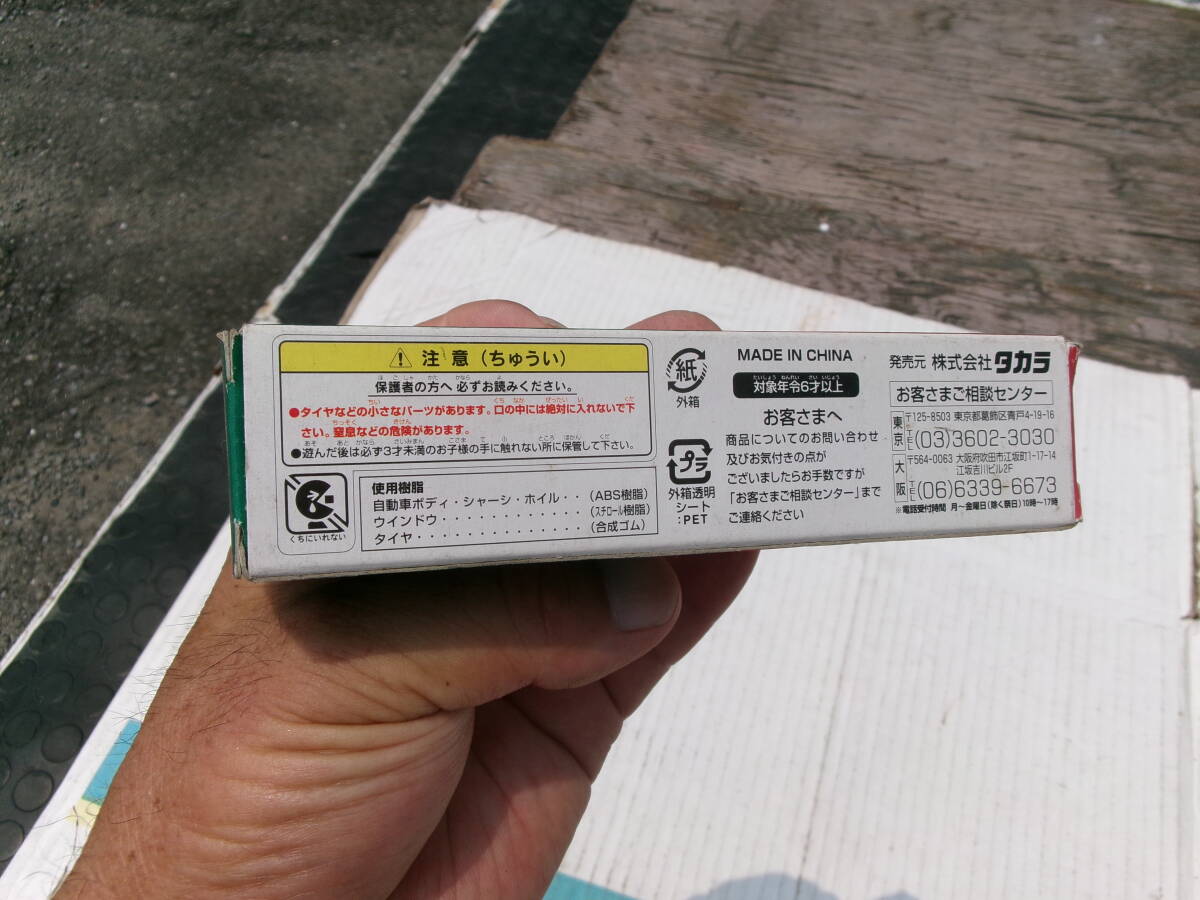 注意（ちゅうい）
保護者の方へ 必ずお読みください。
●タイヤなどの小さなパーツがあります。口の中には絶対に入れないで下
さい。窒息などの危険があります。
●遊んだ後は必ず3才未満のお子様の手に触れない所に保管して下さい。
くちにいれない
使用樹脂
自動車ボディ・シャーシ・ホイル・・（ABS樹脂）
ウインドウ・・・・・・・・・・・・（スチロール樹脂）
タイヤ・・・・・・・・・・・・・・（合成ゴム）
紙
外箱
プラ
外箱透明
シート
：PET
MADE IN CHINA
対象年令6才以上
お客さまへ
商品についてのお問い合わせ
及びお気付きの点が
ございましたらお手数ですが
「お客さまご相談センター」まで
ご連絡ください
発売元 株式会社 タカラ
お客さまご相談センター
東京 〒125-8503 東京都葛飾区青戸4-19-16
TEL (03)3602-3030
大阪 〒564-0063 大阪府吹田市江坂町1-17-14
江坂吉川ビル2F
TEL (06)6339-6673
※電話受付時間 月～金曜日（除く祭日）10時～17時